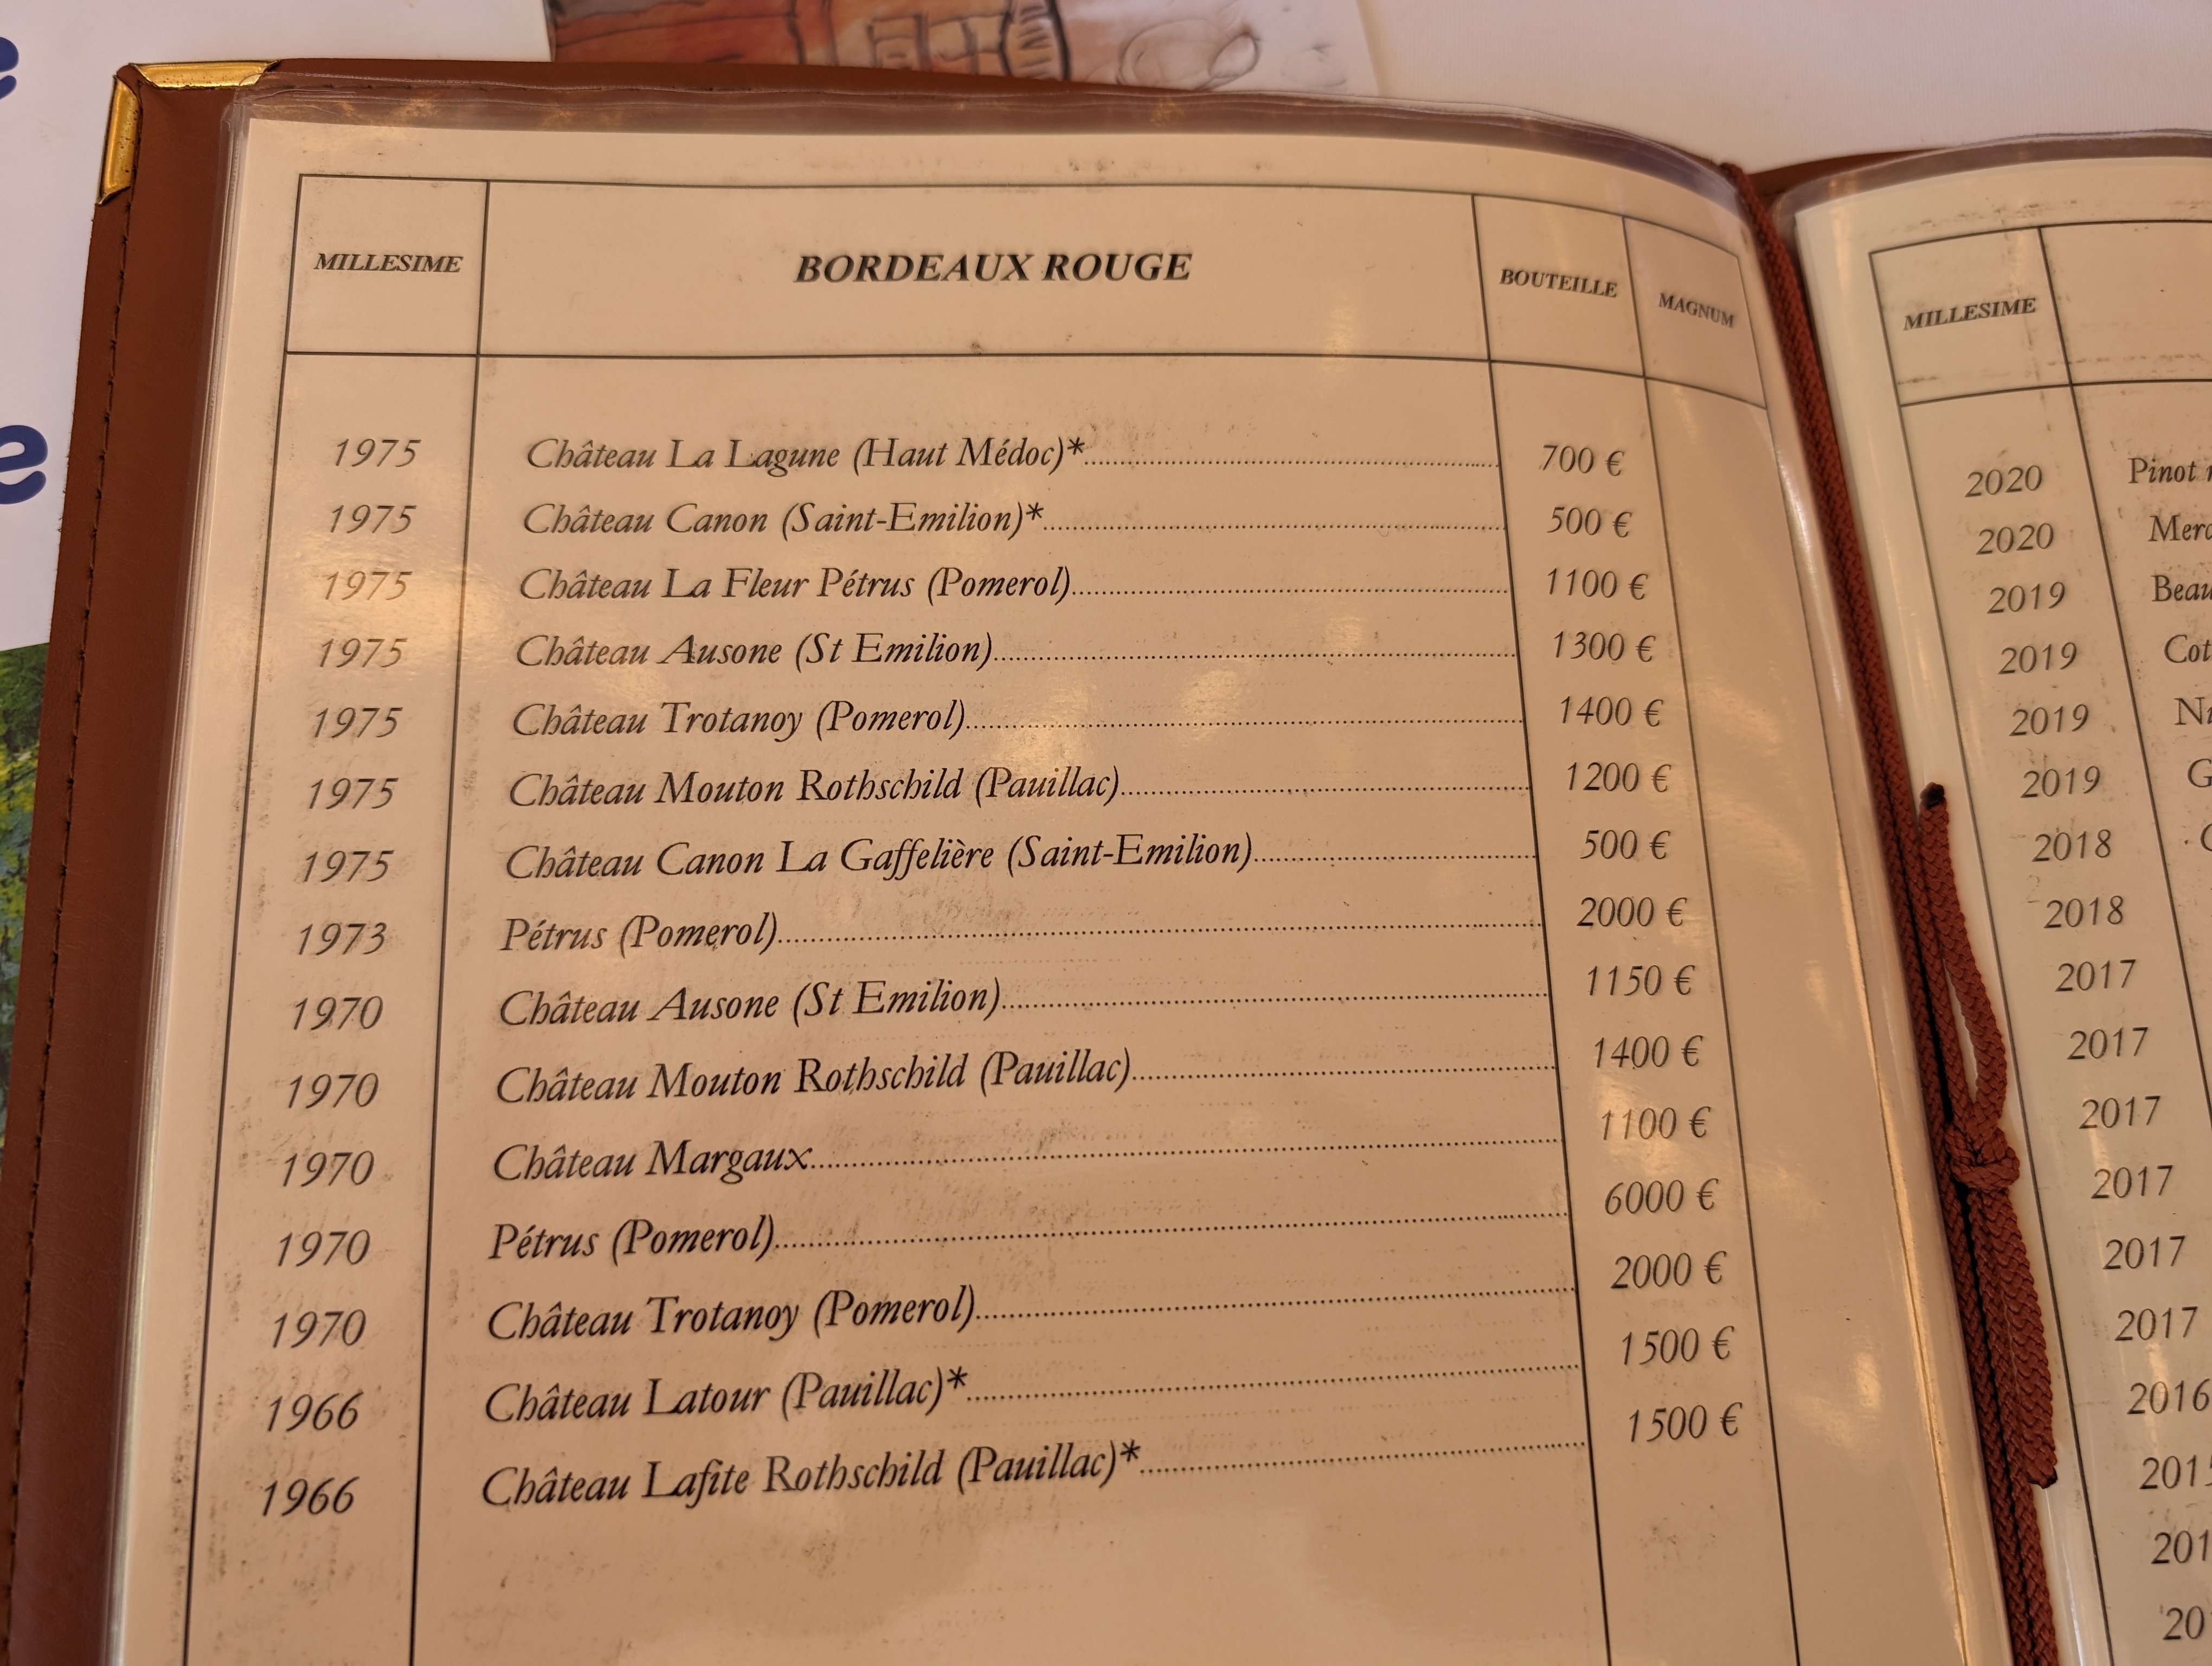 MILLESIME BORDEAUX ROUGE BOUTEILLE MAGNUM
1975 Château La Lagune (Haut Médoc)* 700 €
1975 Château Canon (Saint-Emilion)* 500 €
1975 Château La Fleur Pétrus (Pomerol) 1100 €
1975 Château Ausone (St Emilion) 1300 €
1975 Château Trotanoy (Pomerol) 1400 €
1975 Château Mouton Rothschild (Pauillac) 1200 €
1975 Château Canon La Gaffelière (Saint-Emilion) 500 €
1973 Pétrus (Pomerol) 2000 €
1970 Château Ausone (St Emilion) 1150 €
1970 Château Mouton Rothschild (Pauillac) 1400 €
1970 Château Margaux 1100 €
1970 Pétrus (Pomerol) 6000 €
1970 Château Trotanoy (Pomerol) 2000 €
1966 Château Latour (Pauillac)* 1500 €
1966 Château Lafite Rothschild (Pauillac)* 1500 €
MILLESIME
2020 Pinot
2020
2019
2019
2019
2019
2018
2018
2017
2017
2017
2017
2017
2017
2016